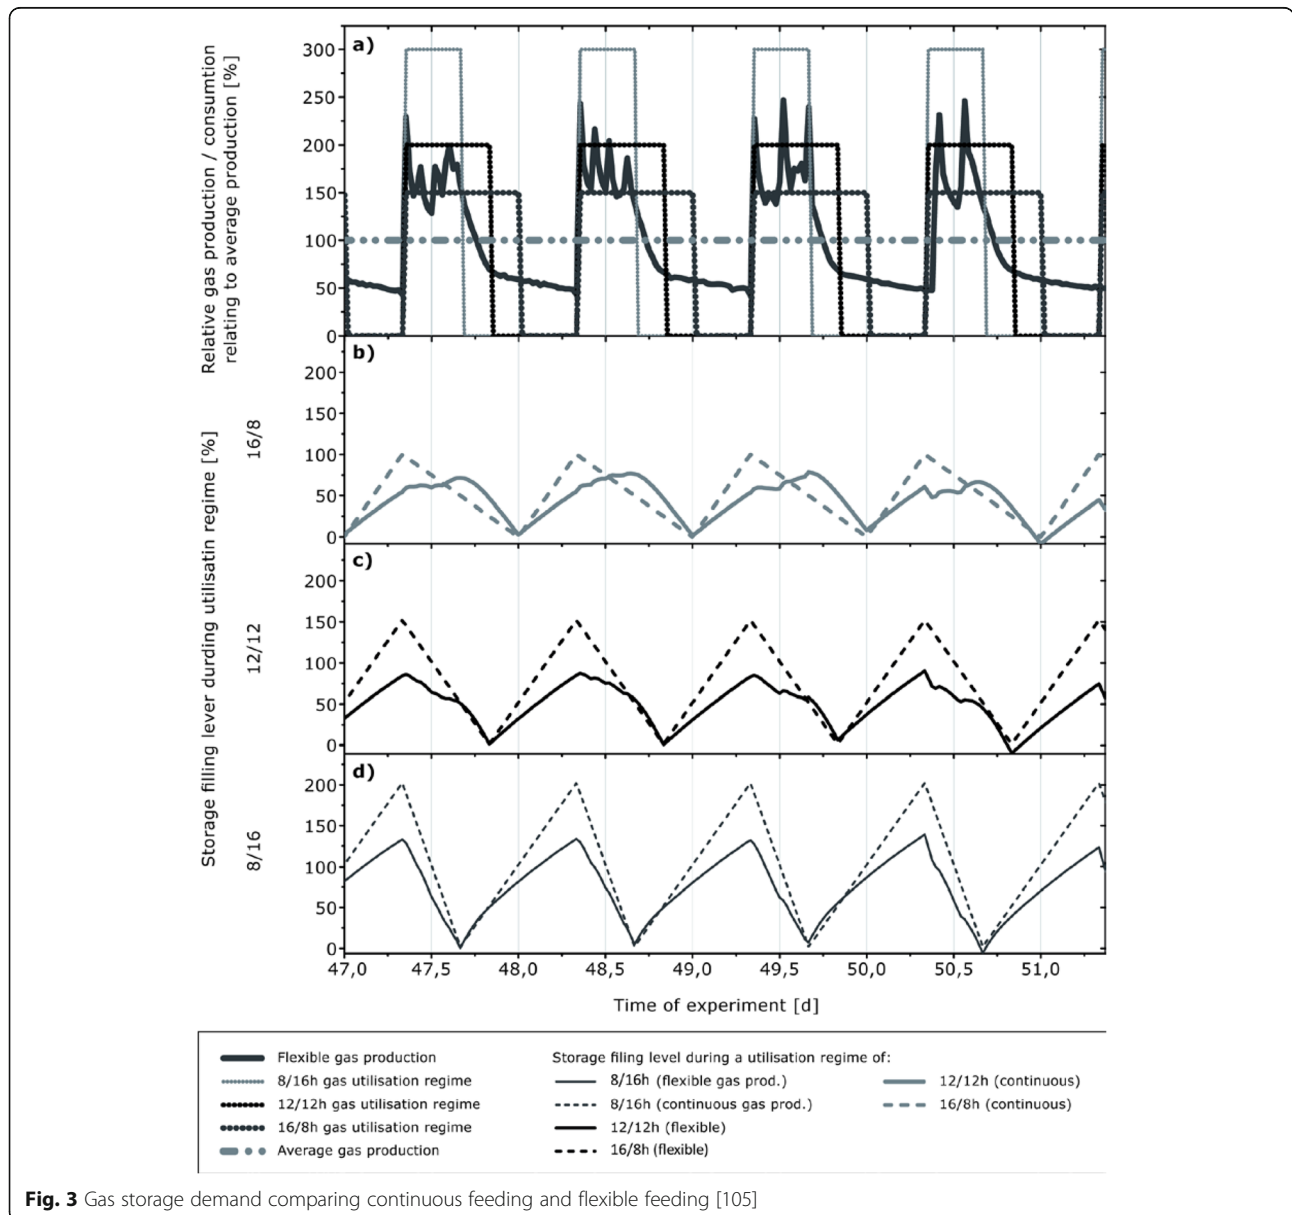 a)
Relative gas production / consumtion
relating to average production [%]
300
250
200
150
100
50
0
b)
Storage filling lever durding utilisatin regime [%]
16/8
200
150
100
50
0
c)
12/12
200
150
100
50
0
d)
8/16
200
150
100
50
0
47,0 47,5 48,0 48,5 49,0 49,5 50,0 50,5 51,0
Time of experiment [d]
Flexible gas production
8/16h gas utilisation regime
12/12h gas utilisation regime
16/8h gas utilisation regime
Average gas production
Storage filing level during a utilisation regime of:
8/16h (flexible gas prod.)
8/16h (continuous gas prod.)
12/12h (flexible)
16/8h (flexible)
12/12h (continuous)
16/8h (continuous)
Fig. 3 Gas storage demand comparing continuous feeding and flexible feeding [105]